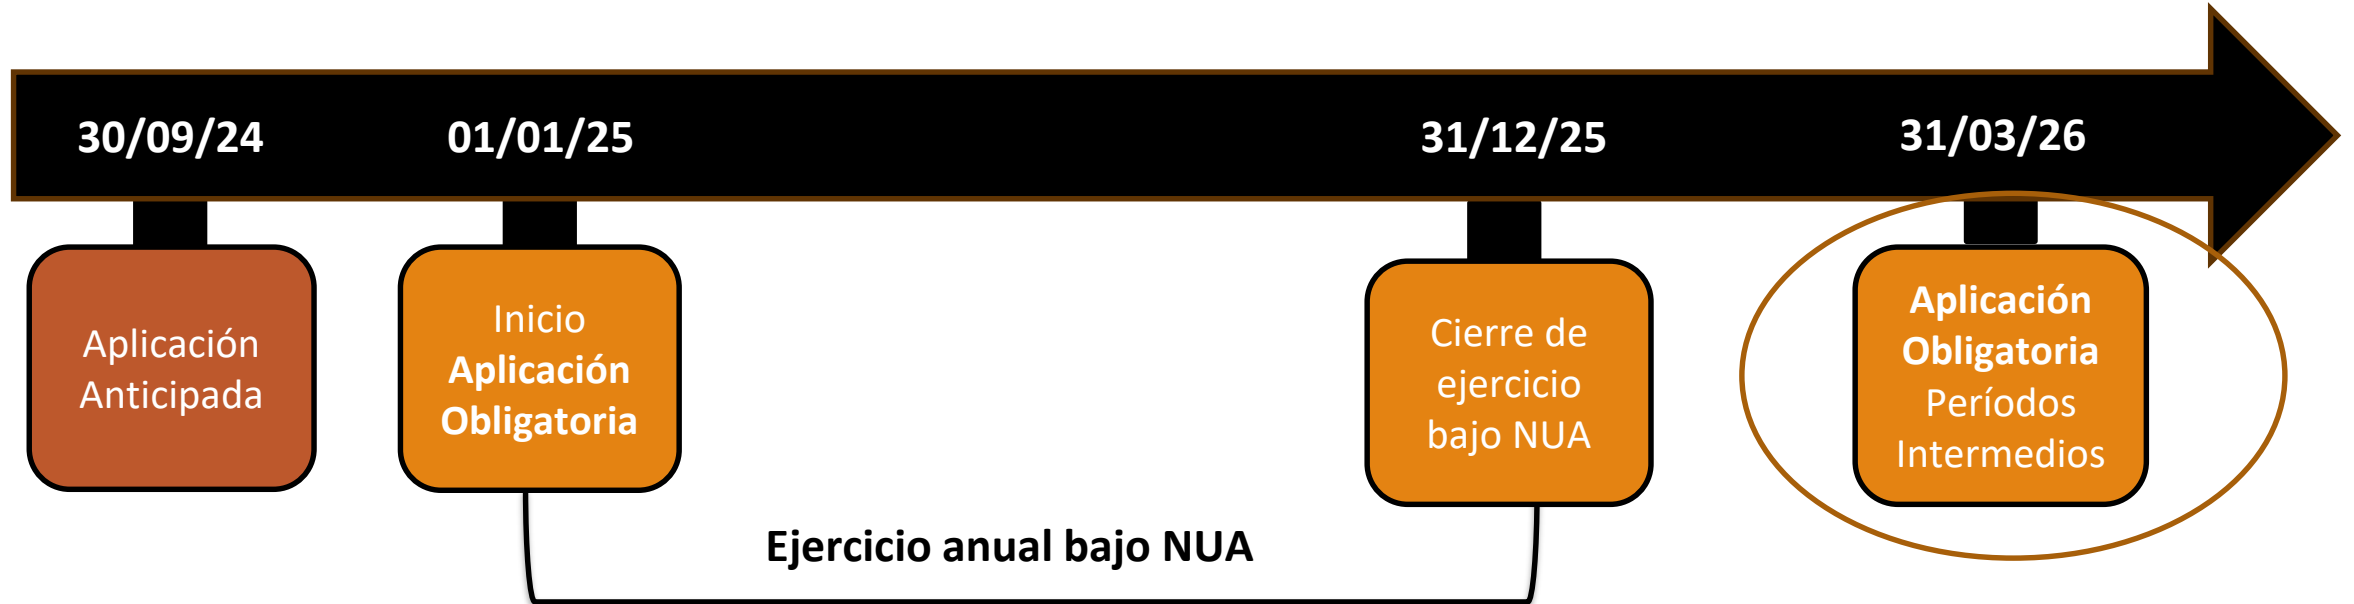 30/09/24
01/01/25
31/12/25
31/03/26
Aplicación
Anticipada
Inicio
Aplicación
Obligatoria
Cierre de
ejercicio
bajo NUA
Aplicación
Obligatoria
Períodos
Intermedios
Ejercicio anual bajo NUA